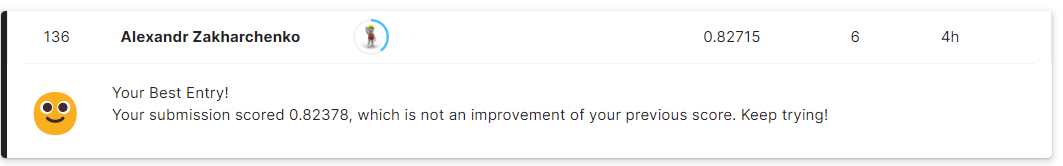 136 Alexandr Zakharchenko 0.82715 6 4h
Your Best Entry!
Your submission scored 0.82378, which is not an improvement of your previous score. Keep trying!